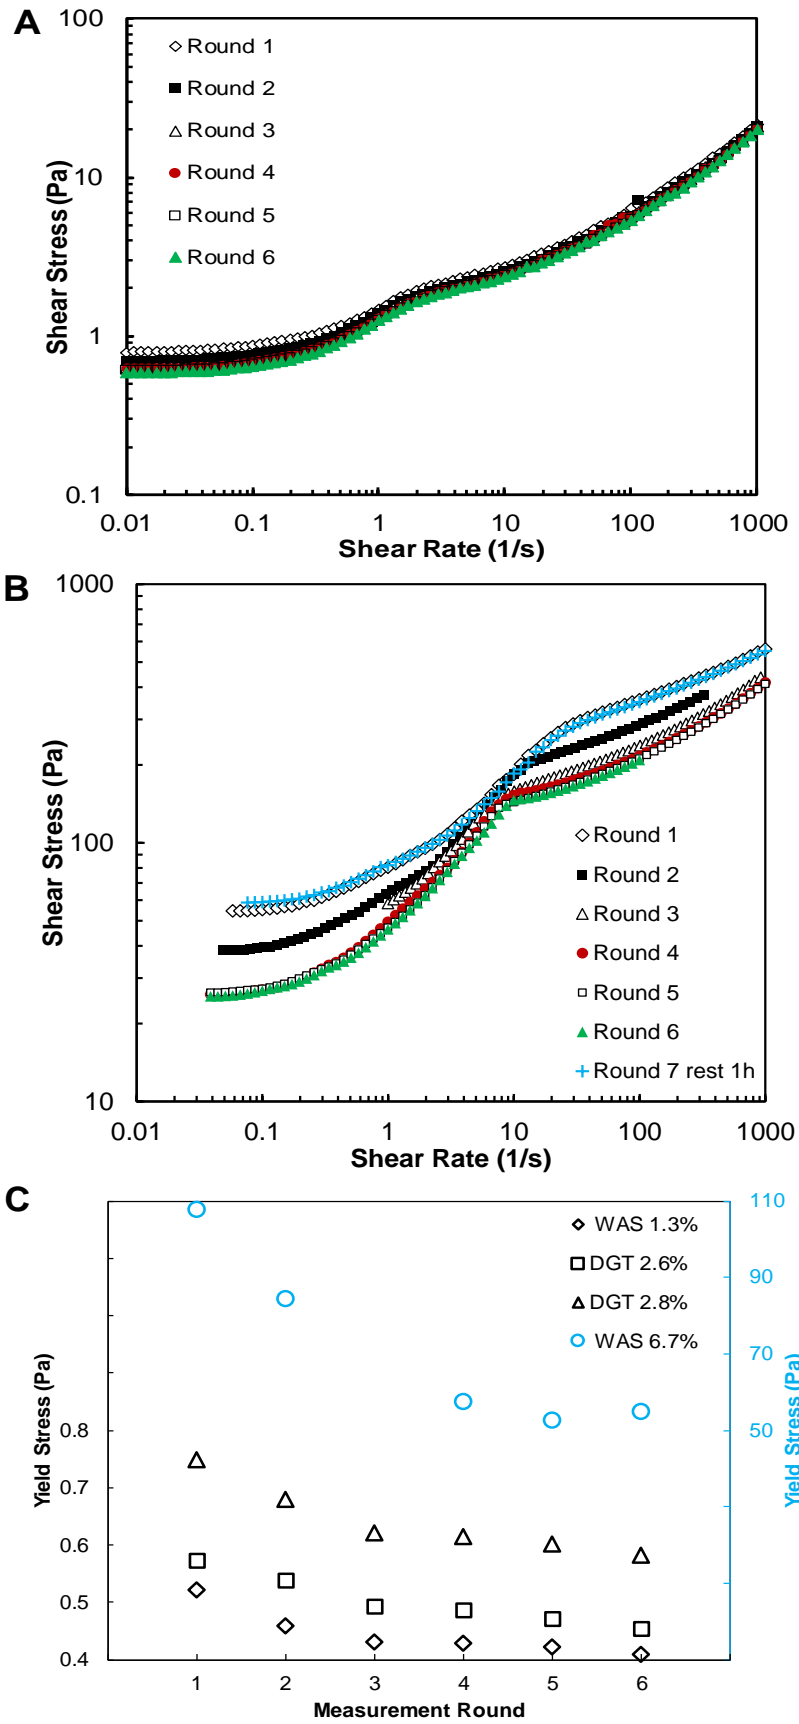 A
100
10
1
0.1
Shear Stress (Pa)
Round 1
Round 2
Round 3
Round 4
Round 5
Round 6
0.01 0.1 1 10 100 1000
Shear Rate (1/s)
B
1000
100
10
Shear Stress (Pa)
Round 1
Round 2
Round 3
Round 4
Round 5
Round 6
Round 7 rest 1h
0.01 0.1 1 10 100 1000
Shear Rate (1/s)
C
0.8
0.7
0.6
0.5
0.4
Yield Stress (Pa)
WAS 1.3%
DGT 2.6%
DGT 2.8%
WAS 6.7%
110
90
70
50
Yield Stress (Pa)
1 2 3 4 5 6
Measurement Round